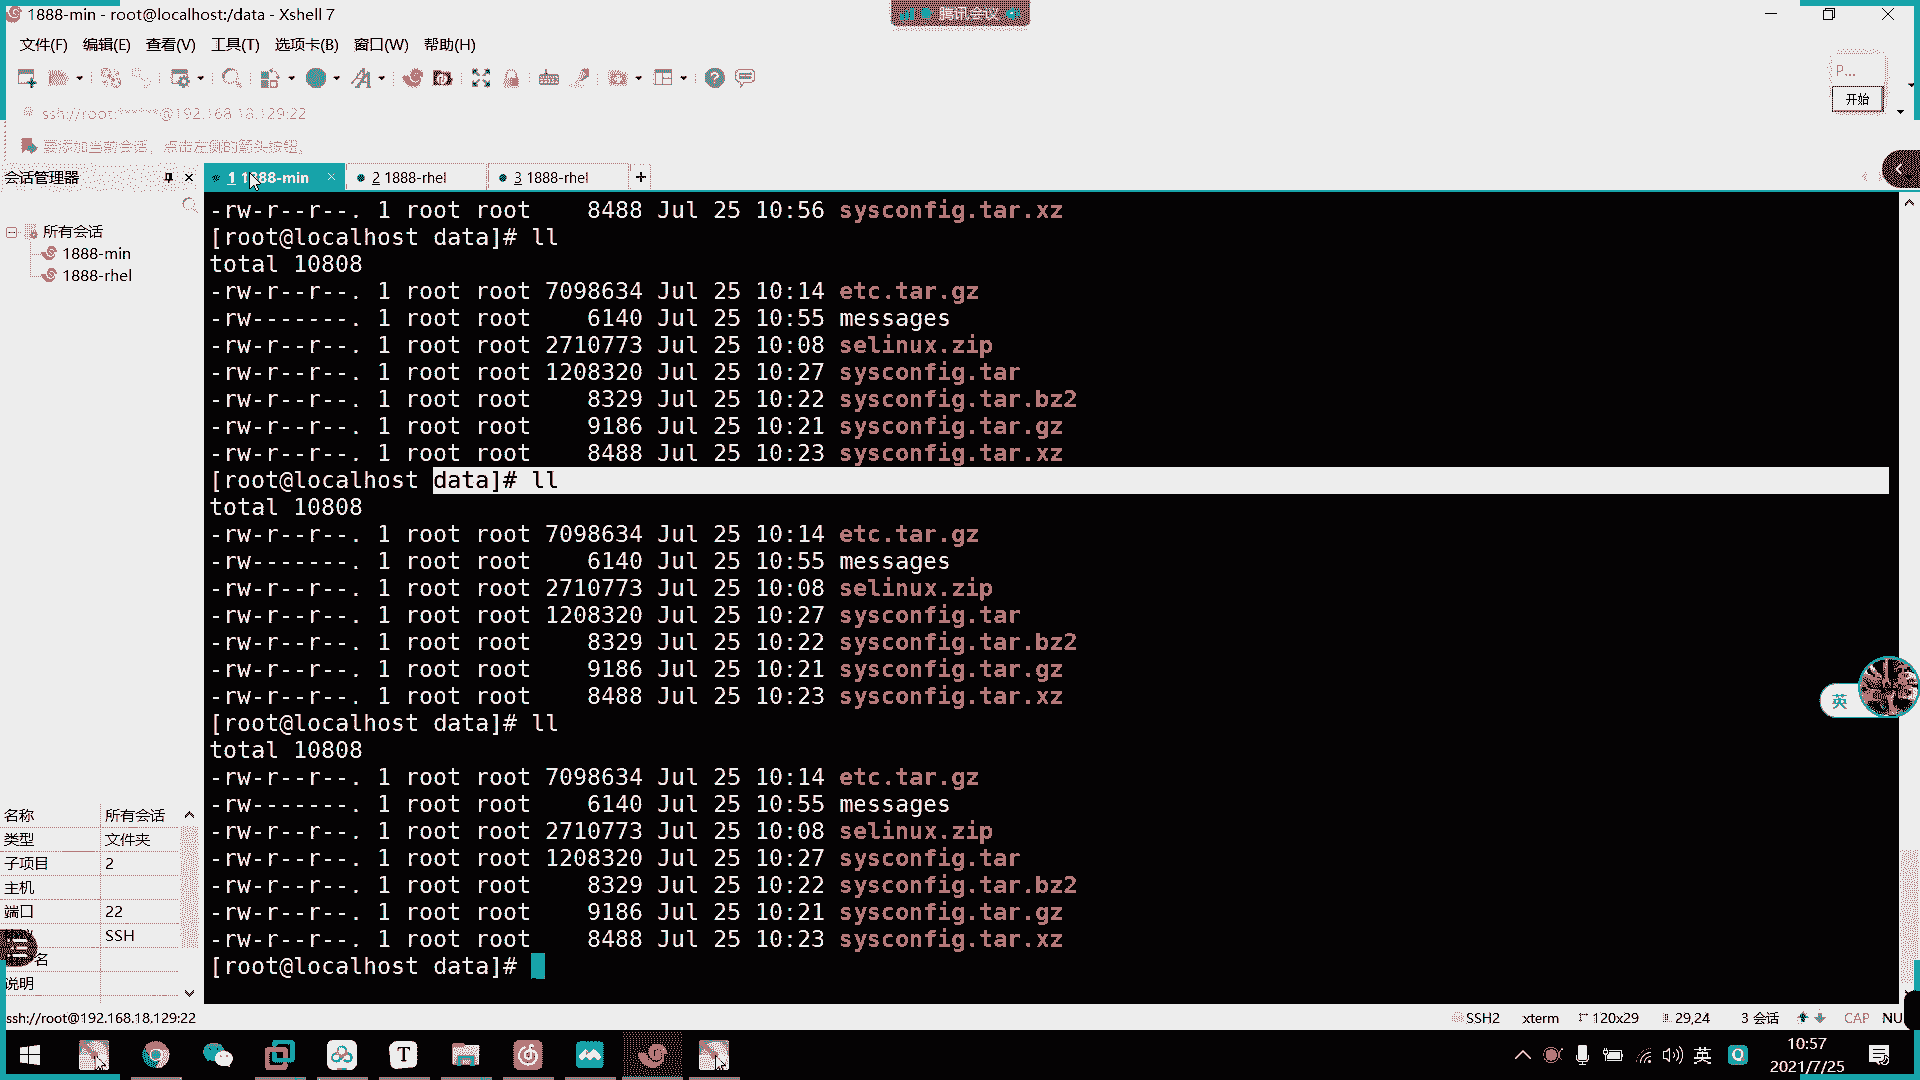 1888-min - root@localhost:/data - Xshell 7
腾讯会议
文件(F) 编辑(E) 查看(V) 工具(T) 选项卡(B) 窗口(W) 帮助(H)
P...
开始
ssh://root:******@192.168.18.129:22
要添加当前会话，点击左侧的箭头按钮。
会话管理器
1 1888-min × 2 1888-rhel 3 1888-rhel +
所有会话
1888-min
1888-rhel
-rw-r--r--. 1 root root    8488 Jul 25 10:56 sysconfig.tar.xz
[root@localhost data]# ll
total 10808
-rw-r--r--. 1 root root 7098634 Jul 25 10:14 etc.tar.gz
-rw-------. 1 root root    6140 Jul 25 10:55 messages
-rw-r--r--. 1 root root 2710773 Jul 25 10:08 selinux.zip
-rw-r--r--. 1 root root 1208320 Jul 25 10:27 sysconfig.tar
-rw-r--r--. 1 root root    8329 Jul 25 10:22 sysconfig.tar.bz2
-rw-r--r--. 1 root root    9186 Jul 25 10:21 sysconfig.tar.gz
-rw-r--r--. 1 root root    8488 Jul 25 10:23 sysconfig.tar.xz
[root@localhost data]# ll
total 10808
-rw-r--r--. 1 root root 7098634 Jul 25 10:14 etc.tar.gz
-rw-------. 1 root root    6140 Jul 25 10:55 messages
-rw-r--r--. 1 root root 2710773 Jul 25 10:08 selinux.zip
-rw-r--r--. 1 root root 1208320 Jul 25 10:27 sysconfig.tar
-rw-r--r--. 1 root root    8329 Jul 25 10:22 sysconfig.tar.bz2
-rw-r--r--. 1 root root    9186 Jul 25 10:21 sysconfig.tar.gz
-rw-r--r--. 1 root root    8488 Jul 25 10:23 sysconfig.tar.xz
[root@localhost data]# ll
total 10808
-rw-r--r--. 1 root root 7098634 Jul 25 10:14 etc.tar.gz
-rw-------. 1 root root    6140 Jul 25 10:55 messages
-rw-r--r--. 1 root root 2710773 Jul 25 10:08 selinux.zip
-rw-r--r--. 1 root root 1208320 Jul 25 10:27 sysconfig.tar
-rw-r--r--. 1 root root    8329 Jul 25 10:22 sysconfig.tar.bz2
-rw-r--r--. 1 root root    9186 Jul 25 10:21 sysconfig.tar.gz
-rw-r--r--. 1 root root    8488 Jul 25 10:23 sysconfig.tar.xz
[root@localhost data]#
英
名称 所有会话
类型 文件夹
子项目 2
主机
端口 22
SSH
名
说明
ssh://root@192.168.18.129:22 SSH2 xterm 120x29 29,24 3 会话 CAP NU
英 10:57
2021/7/25